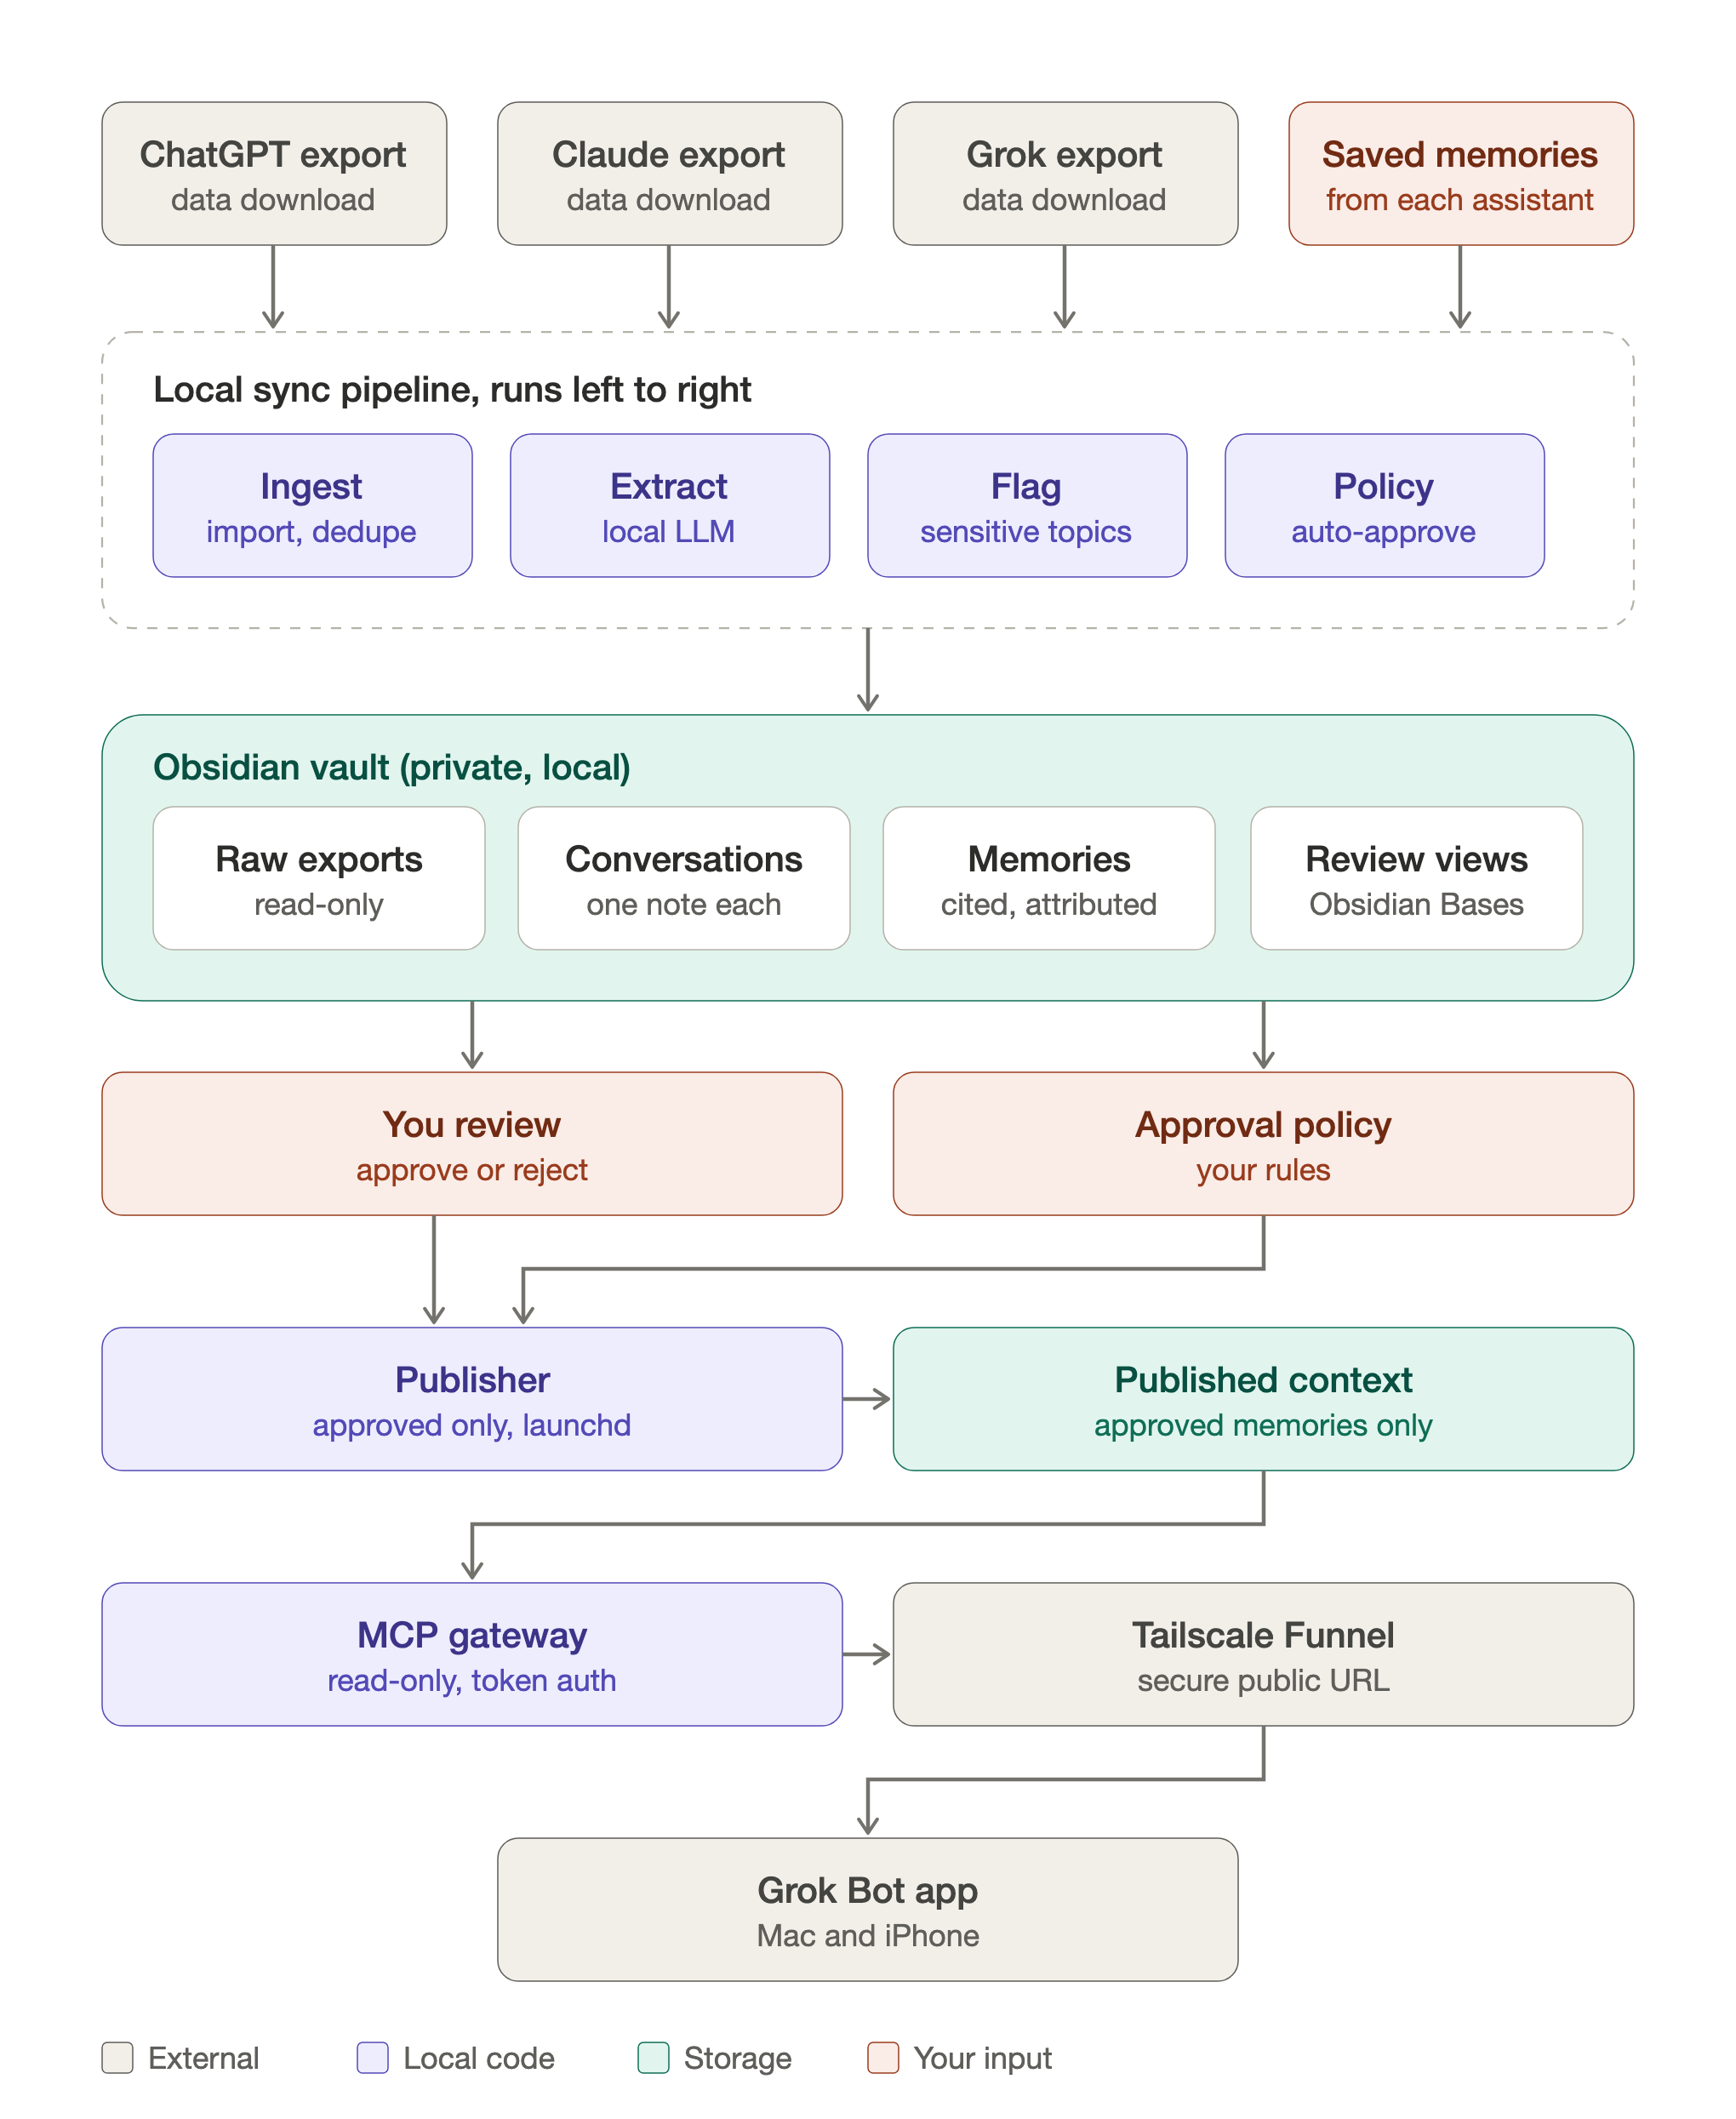 ChatGPT export
data download
Claude export
data download
Grok export
data download
Saved memories
from each assistant
Local sync pipeline, runs left to right
Ingest
import, dedupe
Extract
local LLM
Flag
sensitive topics
Policy
auto-approve
Obsidian vault (private, local)
Raw exports
read-only
Conversations
one note each
Memories
cited, attributed
Review views
Obsidian Bases
You review
approve or reject
Approval policy
your rules
Publisher
approved only, launchd
Published context
approved memories only
MCP gateway
read-only, token auth
Tailscale Funnel
secure public URL
Grok Bot app
Mac and iPhone
External
Local code
Storage
Your input